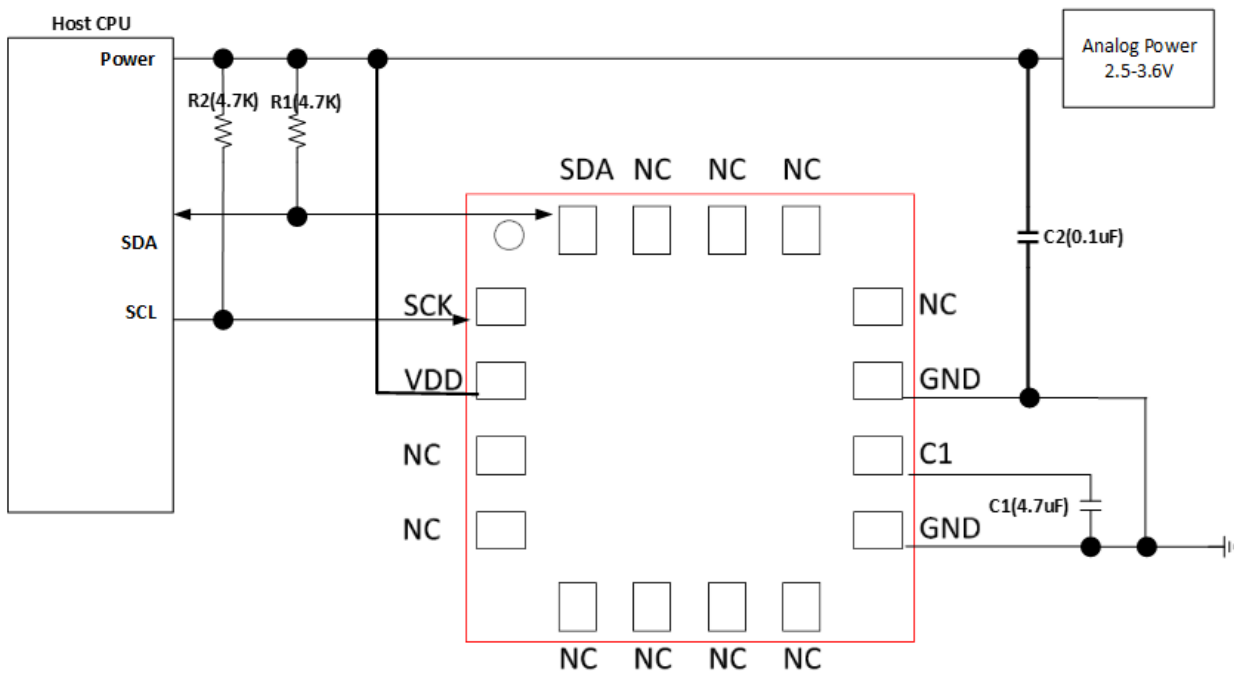 Host CPU
Power
Analog Power
2.5-3.6V
R2(4.7K)
R1(4.7K)
SDA
NC
NC
NC
SDA
C2(0.1uF)
SCL
SCK
NC
VDD
GND
NC
C1
C1(4.7uF)
NC
GND
NC
NC
NC
NC